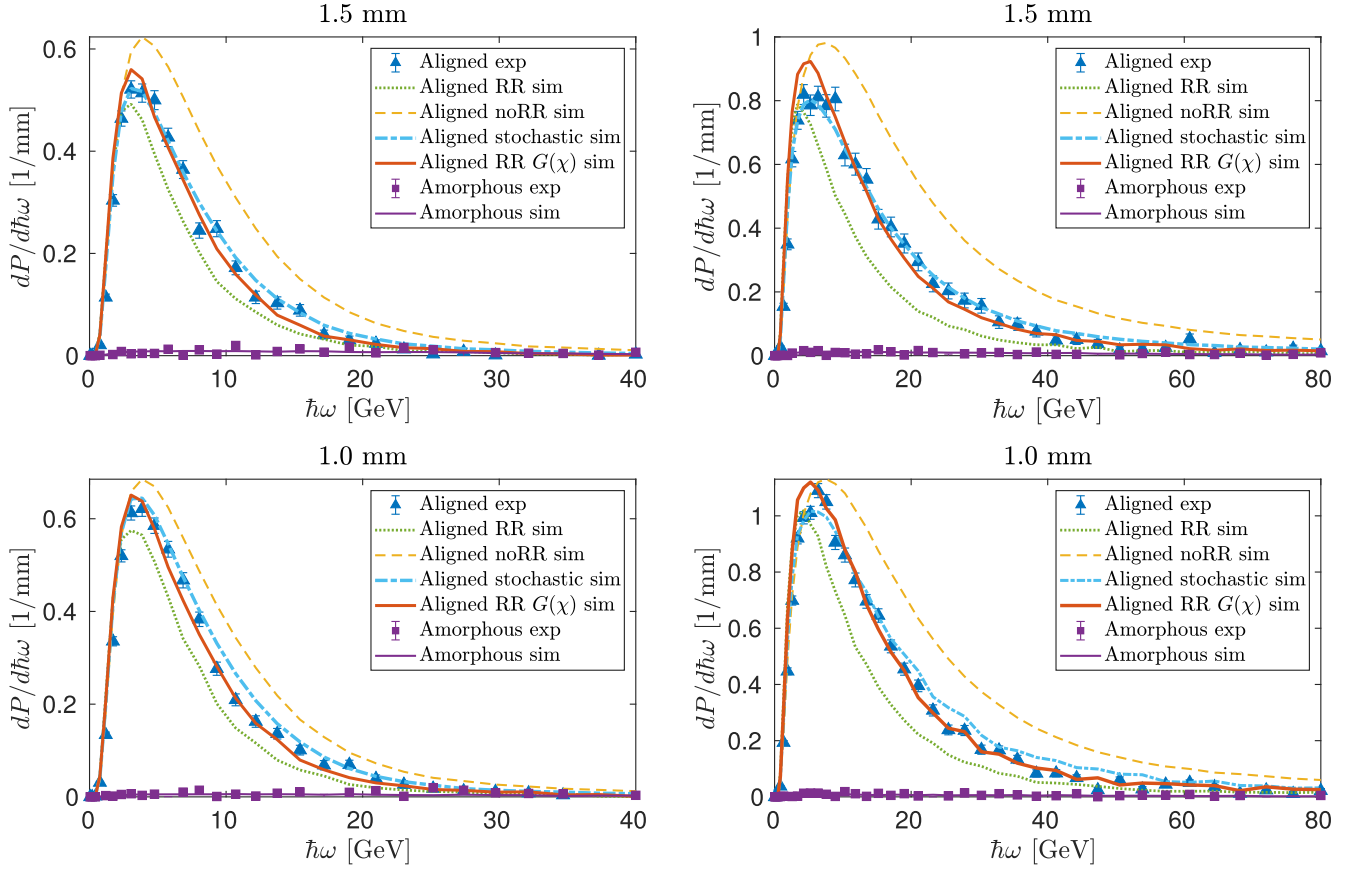 1.5 mm
dP/dħω [1/mm]
0.6
0.4
0.2
0
Aligned exp
Aligned RR sim
Aligned noRR sim
Aligned stochastic sim
Aligned RR G(χ) sim
Amorphous exp
Amorphous sim
0 10 20 30 40
ħω [GeV]
1.5 mm
dP/dħω [1/mm]
1
0.8
0.6
0.4
0.2
0
Aligned exp
Aligned RR sim
Aligned noRR sim
Aligned stochastic sim
Aligned RR G(χ) sim
Amorphous exp
Amorphous sim
0 20 40 60 80
ħω [GeV]
1.0 mm
dP/dħω [1/mm]
0.6
0.4
0.2
0
Aligned exp
Aligned RR sim
Aligned noRR sim
Aligned stochastic sim
Aligned RR G(χ) sim
Amorphous exp
Amorphous sim
0 10 20 30 40
ħω [GeV]
1.0 mm
dP/dħω [1/mm]
1
0.8
0.6
0.4
0.2
0
Aligned exp
Aligned RR sim
Aligned noRR sim
Aligned stochastic sim
Aligned RR G(χ) sim
Amorphous exp
Amorphous sim
0 20 40 60 80
ħω [GeV]